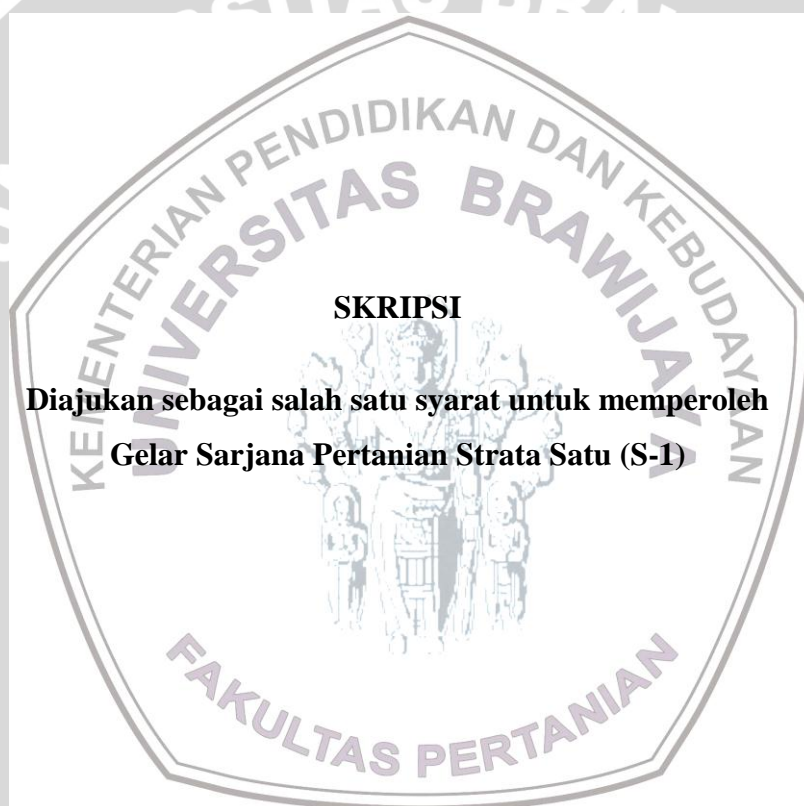 KEMENTERIAN PENDIDIKAN DAN KEBUDAYAAN
UNIVERSITAS BRAWIJAYA
SKRIPSI
Diajukan sebagai salah satu syarat untuk memperoleh
Gelar Sarjana Pertanian Strata Satu (S-1)
FAKULTAS PERTANIAN